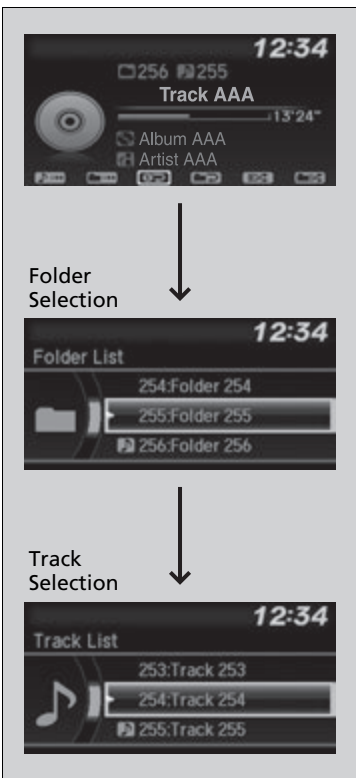 12:34
256 255
Track AAA
13'24"
Album AAA
Artist AAA
Folder
Selection
12:34
Folder List
254:Folder 254
255:Folder 255
256:Folder 256
Track
Selection
12:34
Track List
253:Track 253
254:Track 254
255:Track 255